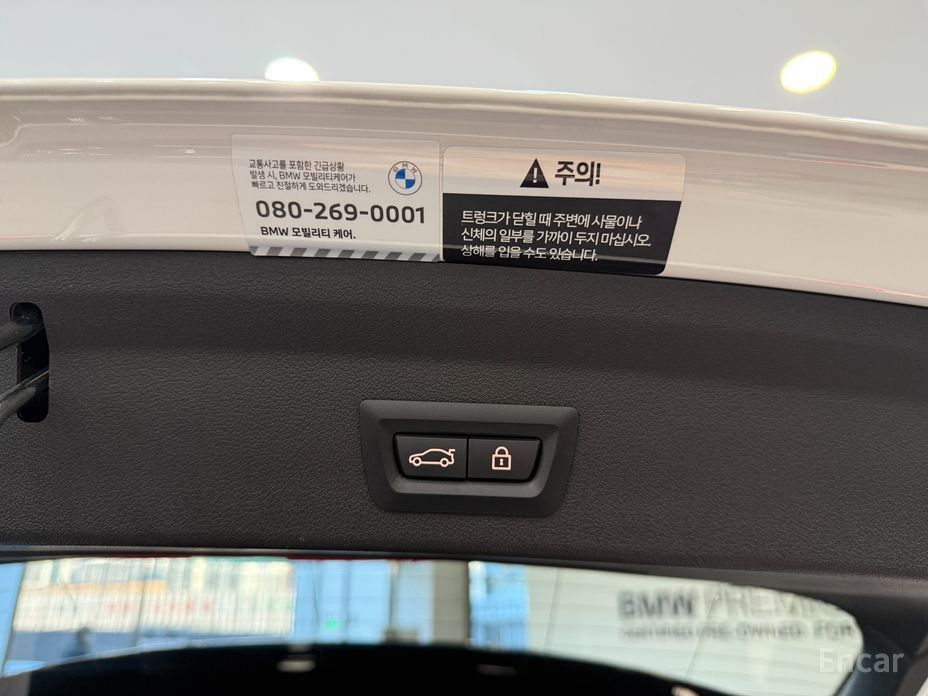 교통사고를 포함한 긴급상황
발생 시, BMW 모빌리티케어가
빠르고 친절하게 도와드리겠습니다.
080-269-0001
BMW 모빌리티 케어.
BMW
주의!
트렁크가 닫힐 때 주변에 사물이나
신체의 일부를 가까이 두지 마십시오.
상해를 입을 수도 있습니다.
BMW PREMIUM
CERTIFIED PRE-OWNED FOR
Encar